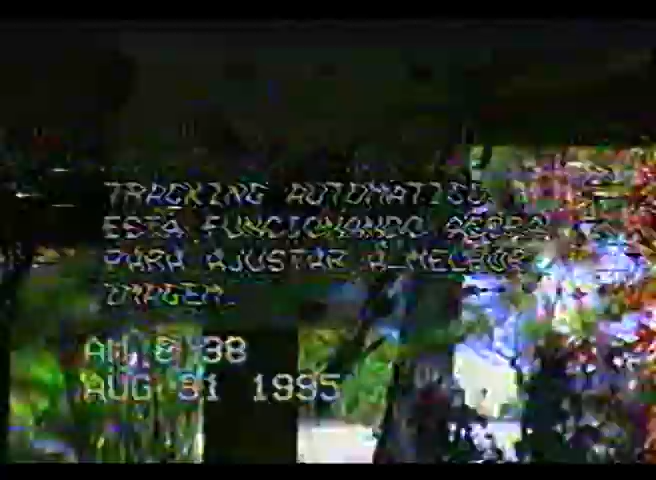 TRACKING AUTOMATICO
ESTÁ FUNCIONANDO AGORA
PARA AJUSTAR A MELHOR
IMAGEM.
AM 8:38
AUG 31 1995